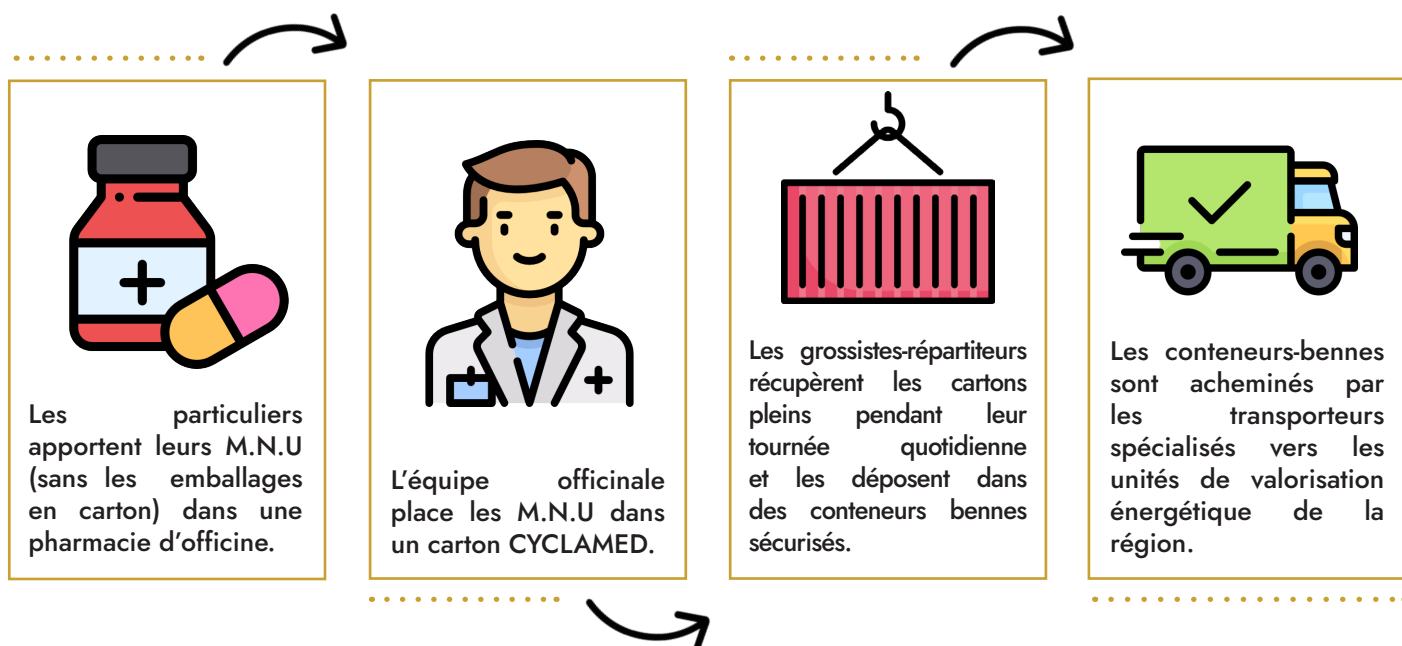 Les particuliers
apportent leurs M.N.U
(sans les emballages
en carton) dans une
pharmacie d'officine.
L'équipe officinale
place les M.N.U dans
un carton CYCLAMED.
Les grossistes-répartiteurs
récupèrent les cartons
pleins pendant leur
tournée quotidienne
et les déposent dans
des conteneurs bennes
sécurisés.
Les conteneurs-bennes
sont acheminés par
les transporteurs
spécialisés vers les
unités de valorisation
énergétique de la
région.